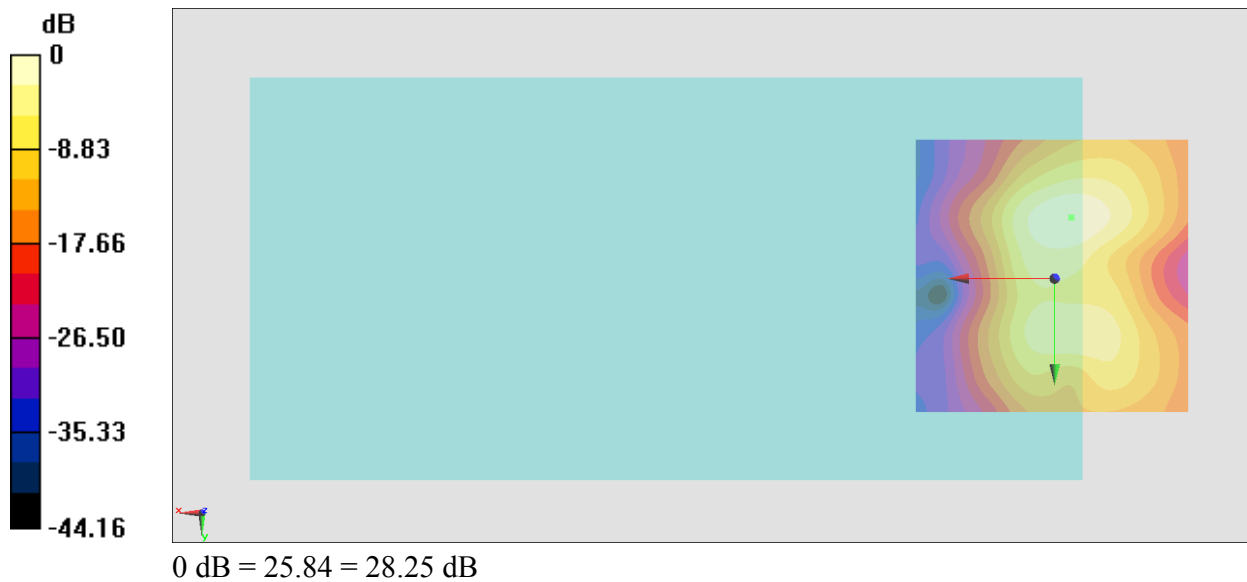 dB
0
-8.83
-17.66
-26.50
-35.33
-44.16
x z
y
0 dB = 25.84 = 28.25 dB